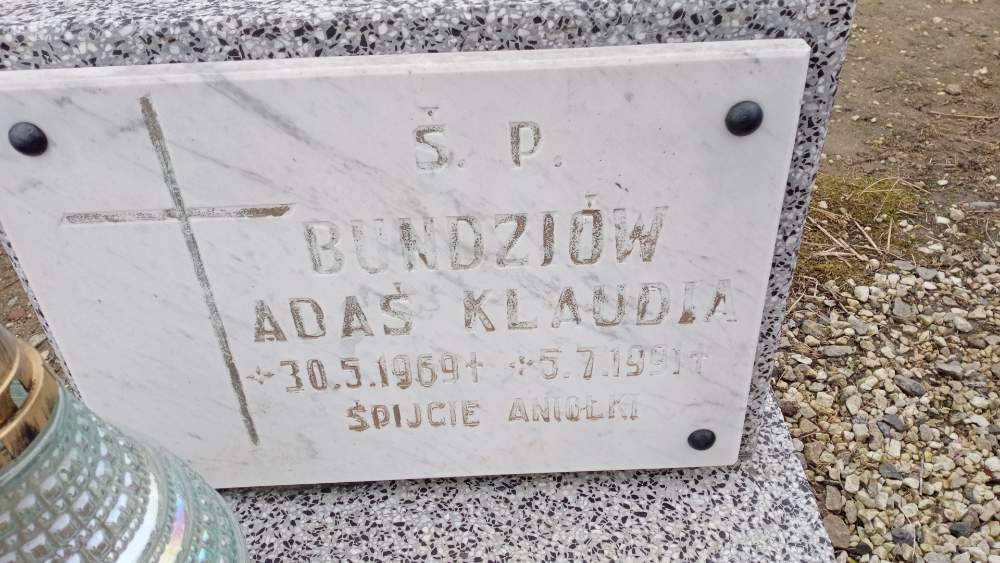 Ś. P.
BUNDZIÓW
ADAŚ KLAUDIA
*30.5.1969† *5.7.1991†
ŚPIJCIE ANIOŁKI